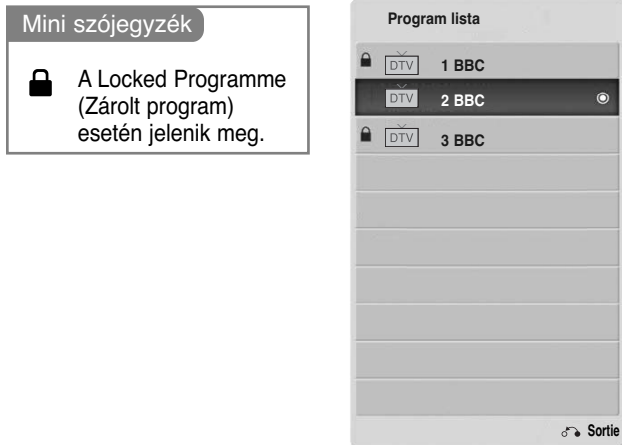 Mini szójegyzék
A Locked Programme
(Zárolt program)
esetén jelenik meg.
Program lista
DTV 1 BBC
DTV 2 BBC
DTV 3 BBC
Sortie